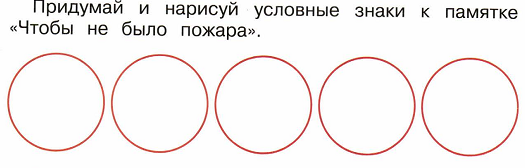 Придумай и нарисуй условные знаки к памятке
«Чтобы не было пожара».